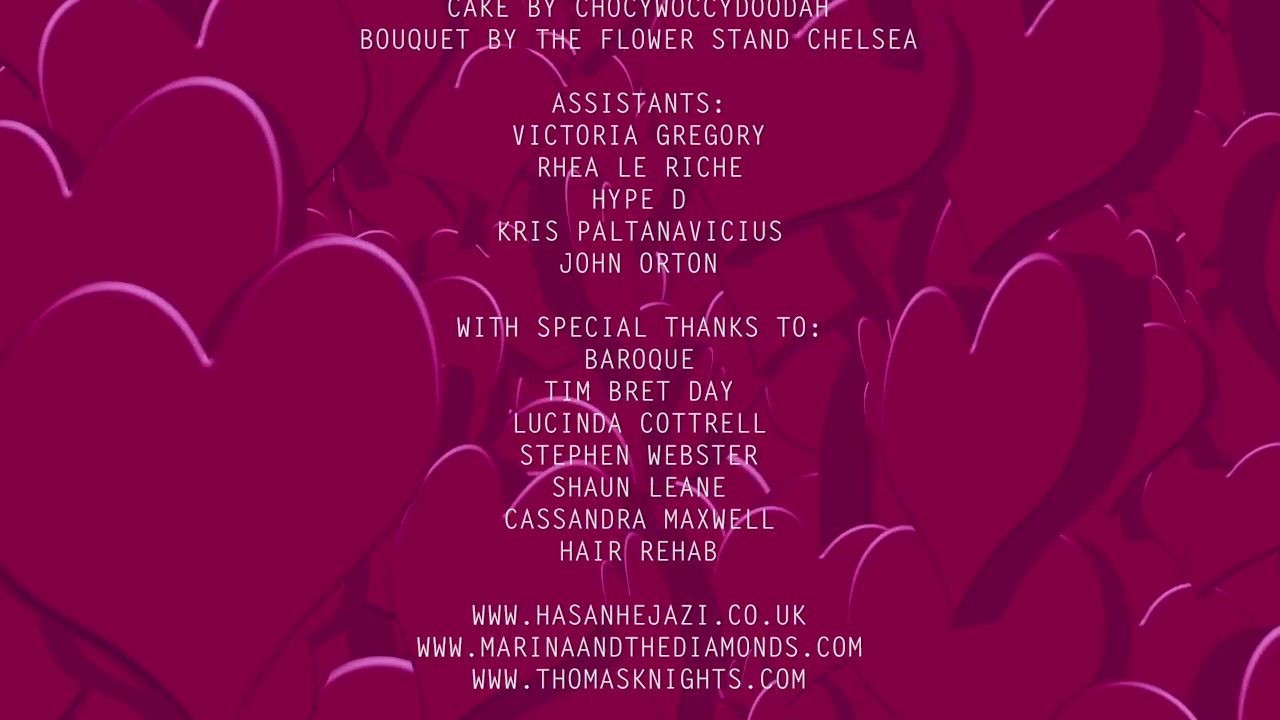 CAKE BY CHOCYWOCCYDOODAH
BOUQUET BY THE FLOWER STAND CHELSEA
ASSISTANTS:
VICTORIA GREGORY
RHEA LE RICHE
HYPE D
KRIS PALTANAVICIUS
JOHN ORTON
WITH SPECIAL THANKS TO:
BAROQUE
TIM BRET DAY
LUCINDA COTTRELL
STEPHEN WEBSTER
SHAUN LEANE
CASSANDRA MAXWELL
HAIR REHAB
WWW.HASANHEJAZI.CO.UK
WWW.MARINAANDTHEDIAMONDS.COM
WWW.THOMASKNIGHTS.COM